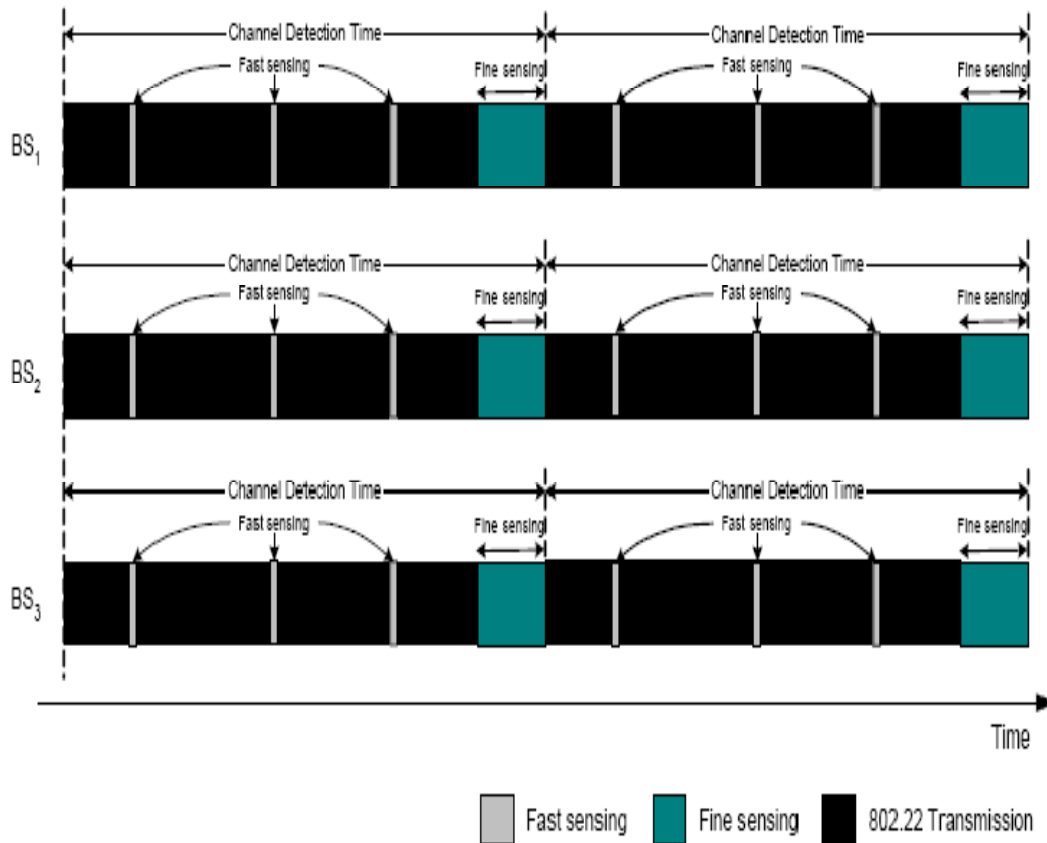 Channel Detection Time Channel Detection Time
Fast sensing Fine sensing Fast sensing Fine sensing
BS1
Channel Detection Time Channel Detection Time
Fast sensing Fine sensing Fast sensing Fine sensing
BS2
Channel Detection Time Channel Detection Time
Fast sensing Fine sensing Fast sensing Fine sensing
BS3
Time
Fast sensing Fine sensing 802.22 Transmission